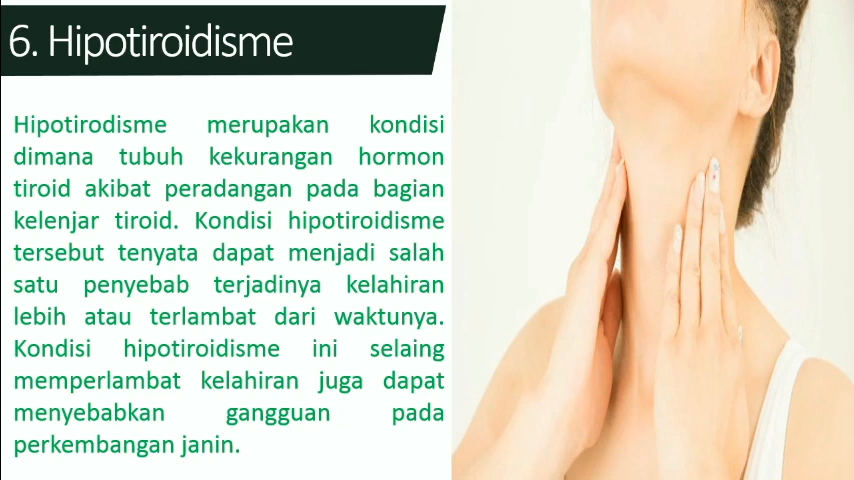 6. Hipotiroidisme
Hipotirodisme merupakan kondisi
dimana tubuh kekurangan hormon
tiroid akibat peradangan pada bagian
kelenjar tiroid. Kondisi hipotiroidisme
tersebut tenyata dapat menjadi salah
satu penyebab terjadinya kelahiran
lebih atau terlambat dari waktunya.
Kondisi hipotiroidisme ini selaing
memperlambat kelahiran juga dapat
menyebabkan gangguan pada
perkembangan janin.